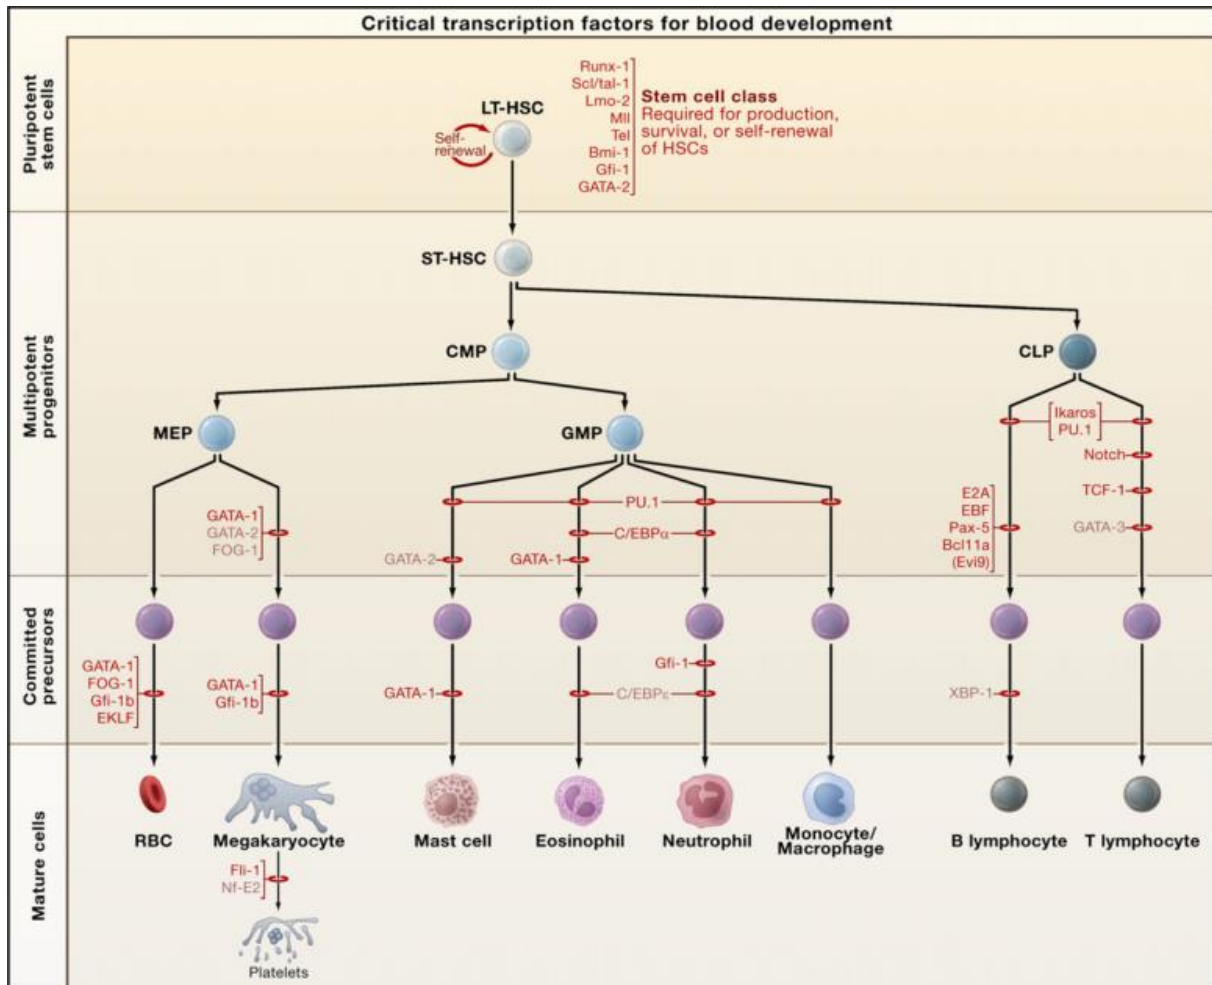 Critical transcription factors for blood development
Pluripotent
stem cells
LT-HSC
Self-
renewal
Runx-1
Scl/tal-1
Lmo-2
Mll
Tel
Bmi-1
Gfi-1
GATA-2
Stem cell class
Required for production,
survival, or self-renewal
of HSCs
Multipotent
progenitors
ST-HSC
CMP
CLP
MEP
GMP
Ikaros
PU.1
Notch
TCF-1
GATA-3
E2A
EBF
Pax-5
Bcl11a
(Evi9)
GATA-1
GATA-2
FOG-1
PU.1
C/EBPα
GATA-2
GATA-1
Committed
precursors
GATA-1
FOG-1
Gfi-1b
EKLF
GATA-1
Gfi-1b
GATA-1
Gfi-1
C/EBPε
XBP-1
Mature cells
RBC
Megakaryocyte
Mast cell
Eosinophil
Neutrophil
Monocyte/
Macrophage
B lymphocyte
T lymphocyte
Fli-1
Nf-E2
Platelets